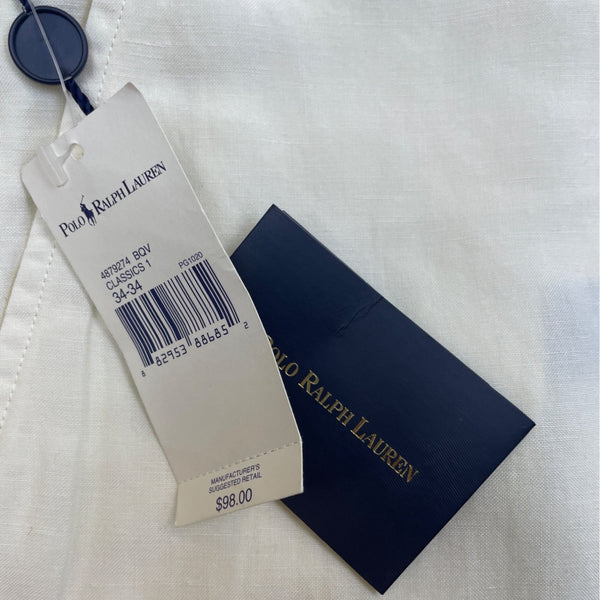 POLO RALPH LAUREN
4879274 BQV
CLASSICS 1
34-34
PG1020
8 82953 88685 2
MANUFACTURER'S
SUGGESTED RETAIL
$98.00
POLO RALPH LAUREN